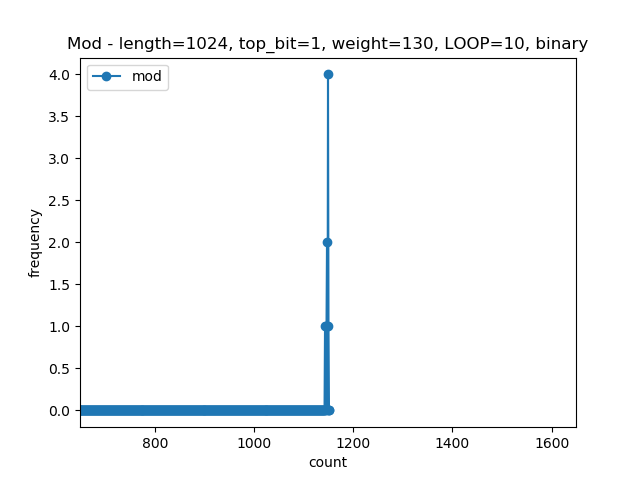 Mod - length=1024, top_bit=1, weight=130, LOOP=10, binary
mod
4.0
3.5
3.0
2.5
2.0
1.5
1.0
0.5
0.0
frequency
800 1000 1200 1400 1600
count